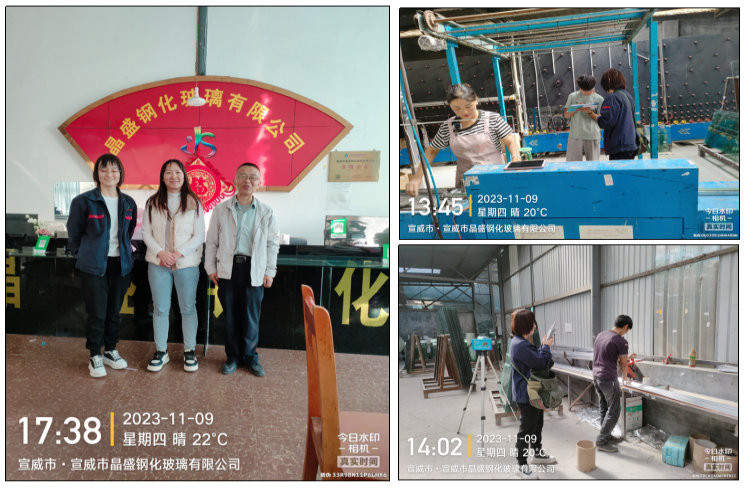 晶盛钢化玻璃有限公司
晶 化
17:38
2023-11-09
星期四 晴 22°C
宣威市·宣威市晶盛钢化玻璃有限公司
今日水印
相机
真实时间
13:45
2023-11-09
星期四 晴 20°C
宣威市·宣威市晶盛钢化玻璃有限公司
今日水印
相机
真实时间
14:02
2023-11-09
星期四 晴 20°C
宣威市·宣威市晶盛钢化玻璃有限公司
今日水印
相机
真实时间